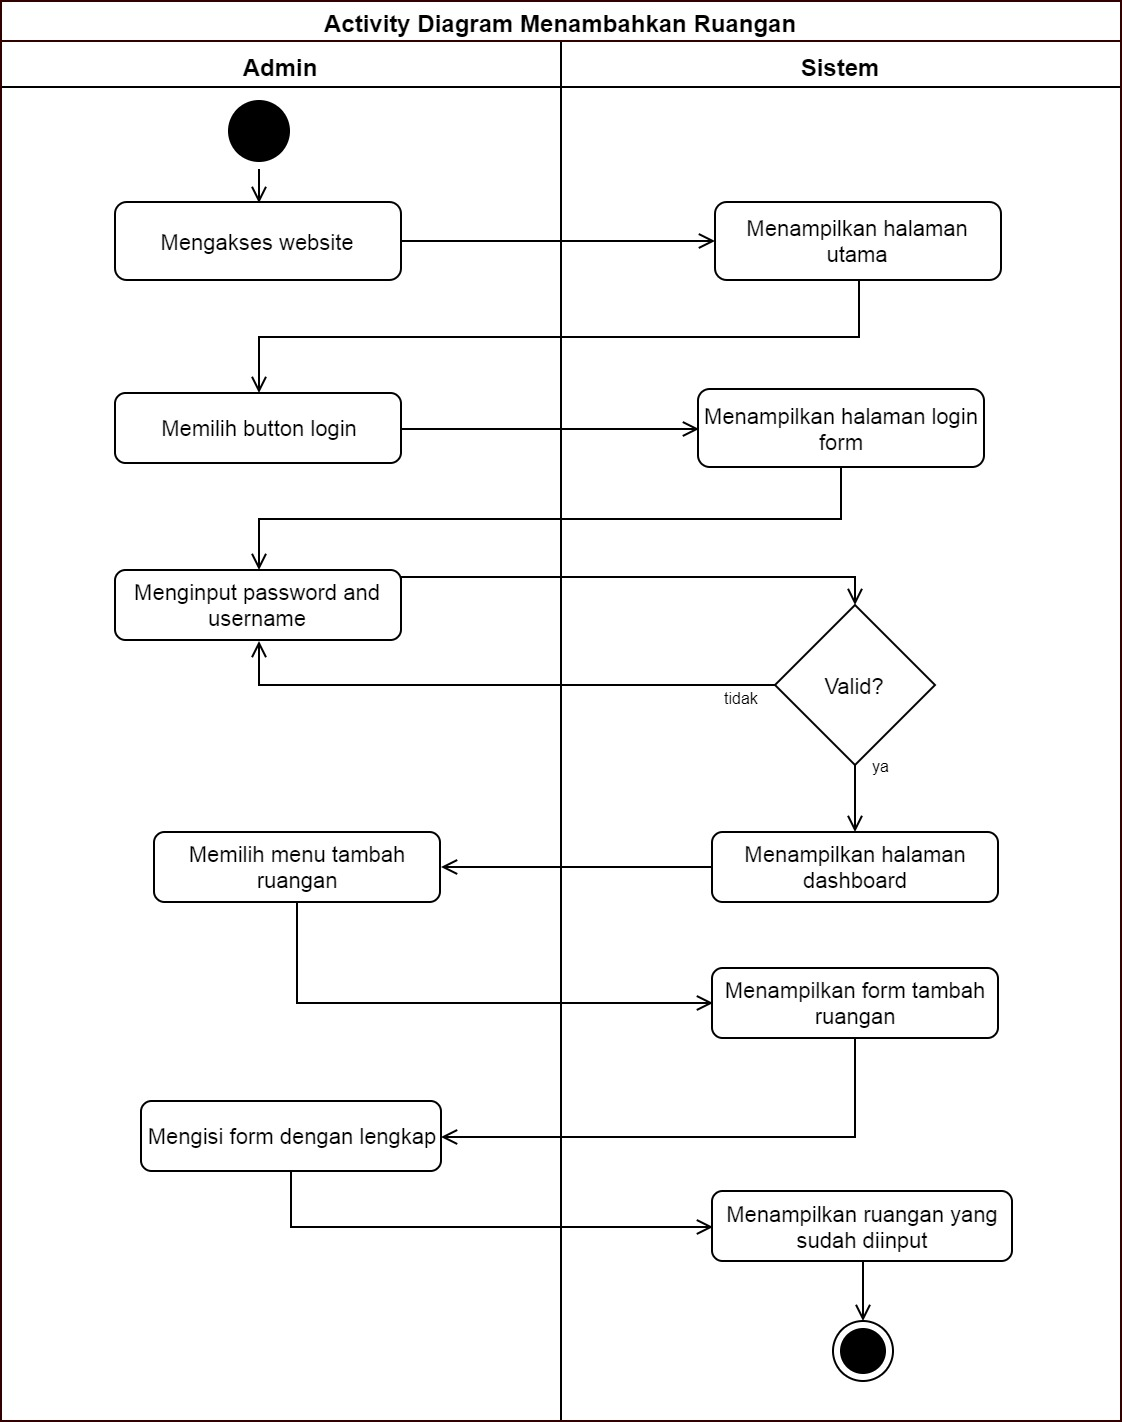 Activity Diagram Menambahkan Ruangan
Admin
Sistem
Mengakses website
Menampilkan halaman
utama
Memilih button login
Menampilkan halaman login
form
Menginput password and
username
Valid?
tidak
ya
Menampilkan halaman
dashboard
Memilih menu tambah
ruangan
Menampilkan form tambah
ruangan
Mengisi form dengan lengkap
Menampilkan ruangan yang
sudah diinput